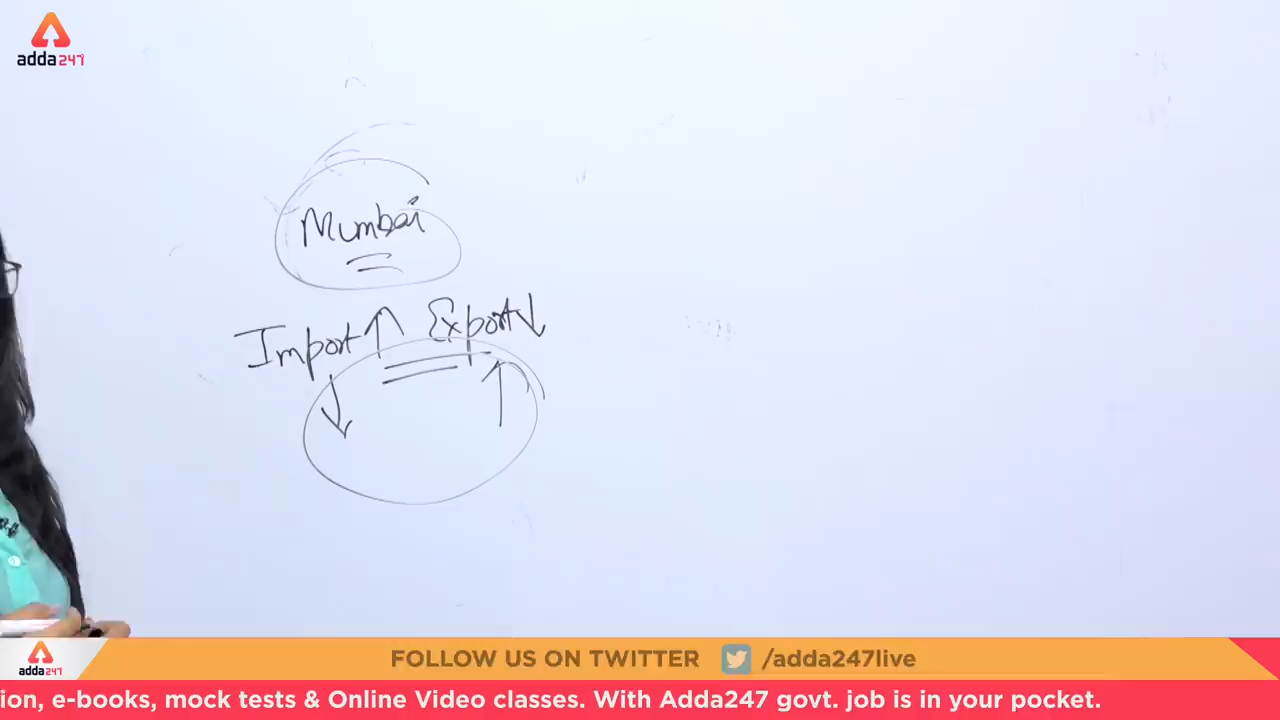 adda247
Mumbai
Import ↑ Export ↓
↓ ↑
adda247
FOLLOW US ON TWITTER /adda247live
ion, e-books, mock tests & Online Video classes. With Adda247 govt. job is in your pocket.